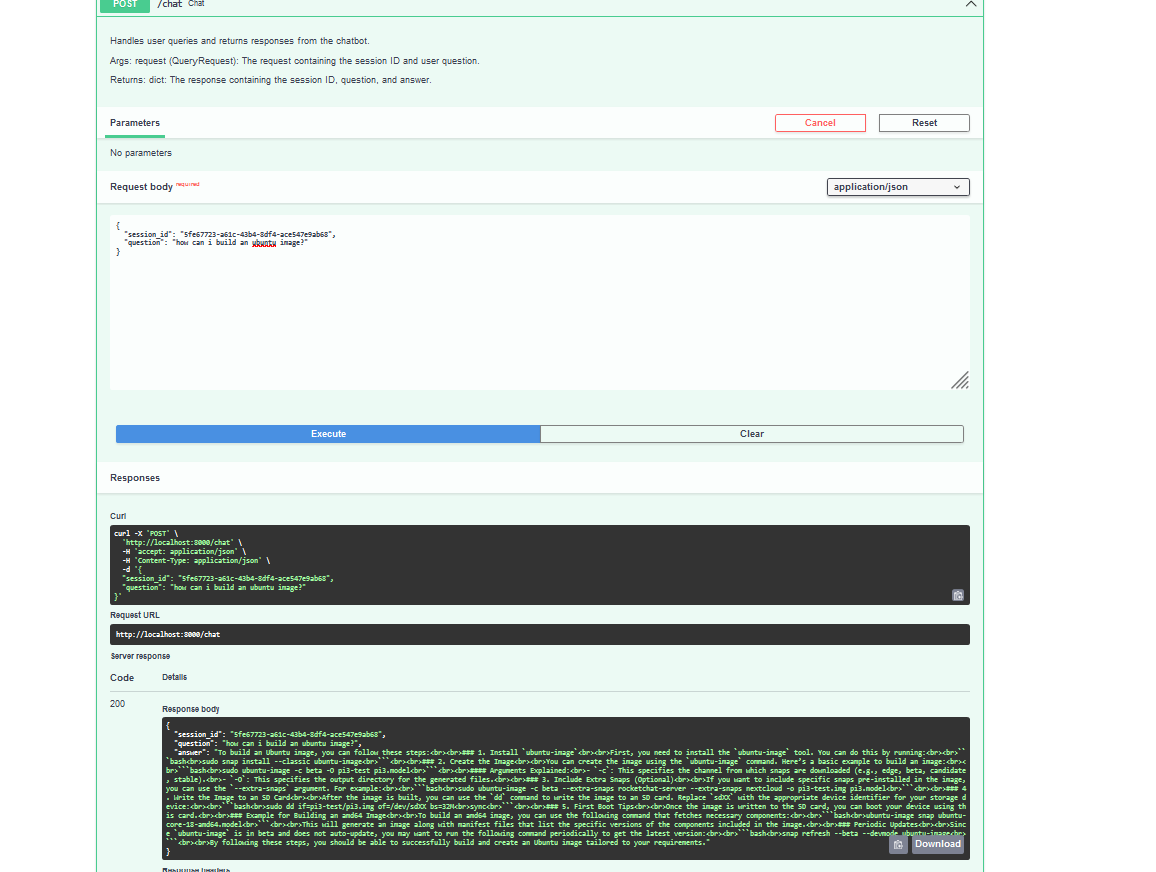 POST /chat Chat
Handles user queries and returns responses from the chatbot.
Args: request (QueryRequest): The request containing the session ID and user question.
Returns: dict: The response containing the session ID, question, and answer.
Parameters
Cancel
Reset
No parameters
Request body required
application/json
{
"session_id": "5fe67723-a61c-43b4-8df4-ace547e9ab68",
"question": "how can i build an ubuntu image?"
}
Execute
Clear
Responses
Curl
curl -X 'POST' \
'http://localhost:8000/chat' \
-H 'accept: application/json' \
-H 'Content-Type: application/json' \
-d '{
"session_id": "5fe67723-a61c-43b4-8df4-ace547e9ab68",
"question": "how can i build an ubuntu image?"
}'
Request URL
http://localhost:8000/chat
Server response
Code Details
200
Response body
{
"session_id": "5fe67723-a61c-43b4-8df4-ace547e9ab68",
"question": "how can i build an ubuntu image?",
"answer": "To build an Ubuntu image, you can follow these steps:<br><br>### 1. Install `ubuntu-image`<br><br>First, you need to install the `ubuntu-image` tool. You can do this by running:<br><br>``
`bash<br>sudo snap install --classic ubuntu-image<br>```<br><br>### 2. Create the Image<br><br>You can create the image using the `ubuntu-image` command. Here's a basic example to build an image:<br><
br>```bash<br>sudo ubuntu-image -c beta -O pi3-test pi3.model<br>```<br><br>#### Arguments Explained:<br>- `-c`: This specifies the channel from which snaps are downloaded (e.g., edge, beta, candidate
, stable).<br>- `-O`: This specifies the output directory for the generated files.<br><br>### 3. Include Extra Snaps (Optional)<br><br>If you want to include specific snaps pre-installed in the image,
you can use the `--extra-snaps` argument. For example:<br><br>```bash<br>sudo ubuntu-image -c beta --extra-snaps rocketchat-server --extra-snaps nextcloud -o pi3-test.img pi3.model<br>```<br><br>### 4
. Write the Image to an SD Card<br><br>After the image is built, you can use the `dd` command to write the image to an SD card. Replace `sdXX` with the appropriate device identifier for your storage d
evice:<br><br>```bash<br>sudo dd if=pi3-test/pi3.img of=/dev/sdXX bs=32M<br>sync<br>```<br><br>### 5. First Boot Tips<br><br>Once the image is written to the SD card, you can boot your device using th
is card.<br><br>### Example for Building an amd64 Image<br><br>To build an amd64 image, you can use the following command that fetches necessary components:<br><br>```bash<br>ubuntu-image snap ubuntu-
core-18-amd64.model<br>```<br><br>This will generate an image along with manifest files that list the specific versions of the components included in the image.<br><br>### Periodic Updates<br><br>Sinc
e `ubuntu-image` is in beta and does not auto-update, you may want to run the following command periodically to get the latest version:<br><br>```bash<br>snap refresh --beta --devmode ubuntu-image<br>
```<br><br>By following these steps, you should be able to successfully build and create an Ubuntu image tailored to your requirements."
}
Download
Response headers